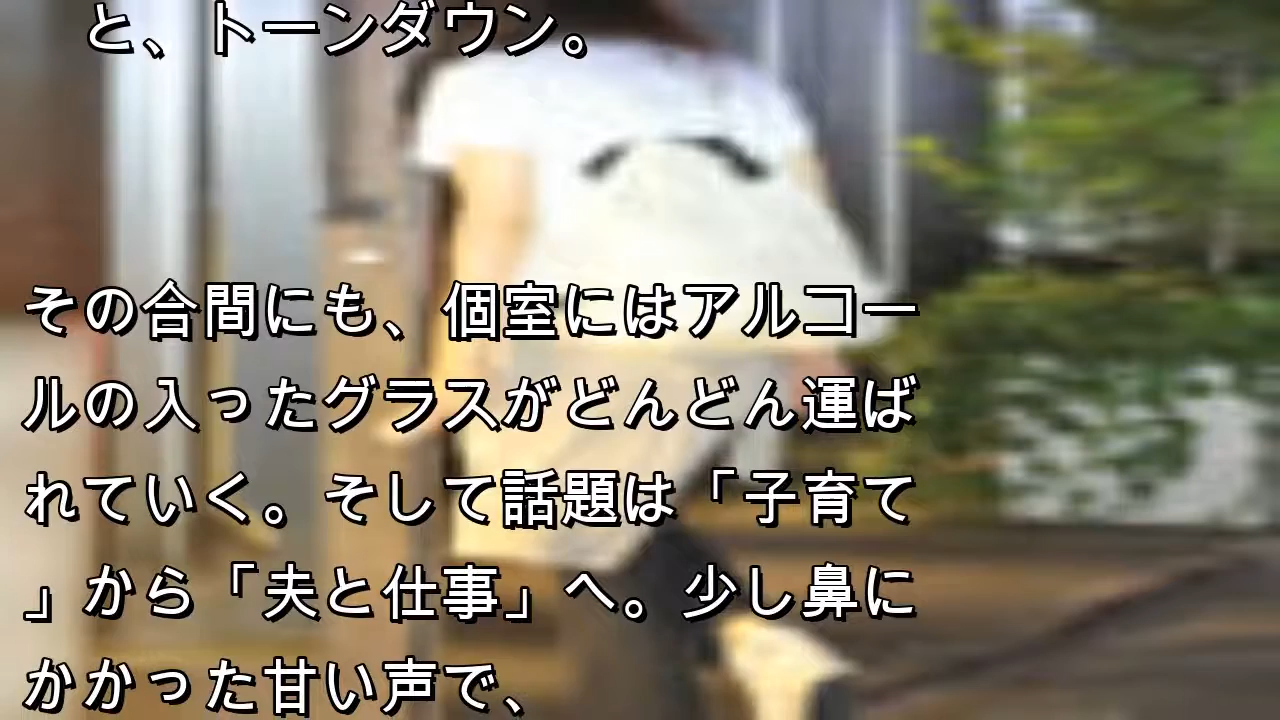 と、トーンダウン。
その合間にも、個室にはアルコー
ルの入ったグラスがどんどん運ば
れていく。そして話題は「子育て
」から「夫と仕事」へ。少し鼻に
かかった甘い声で、